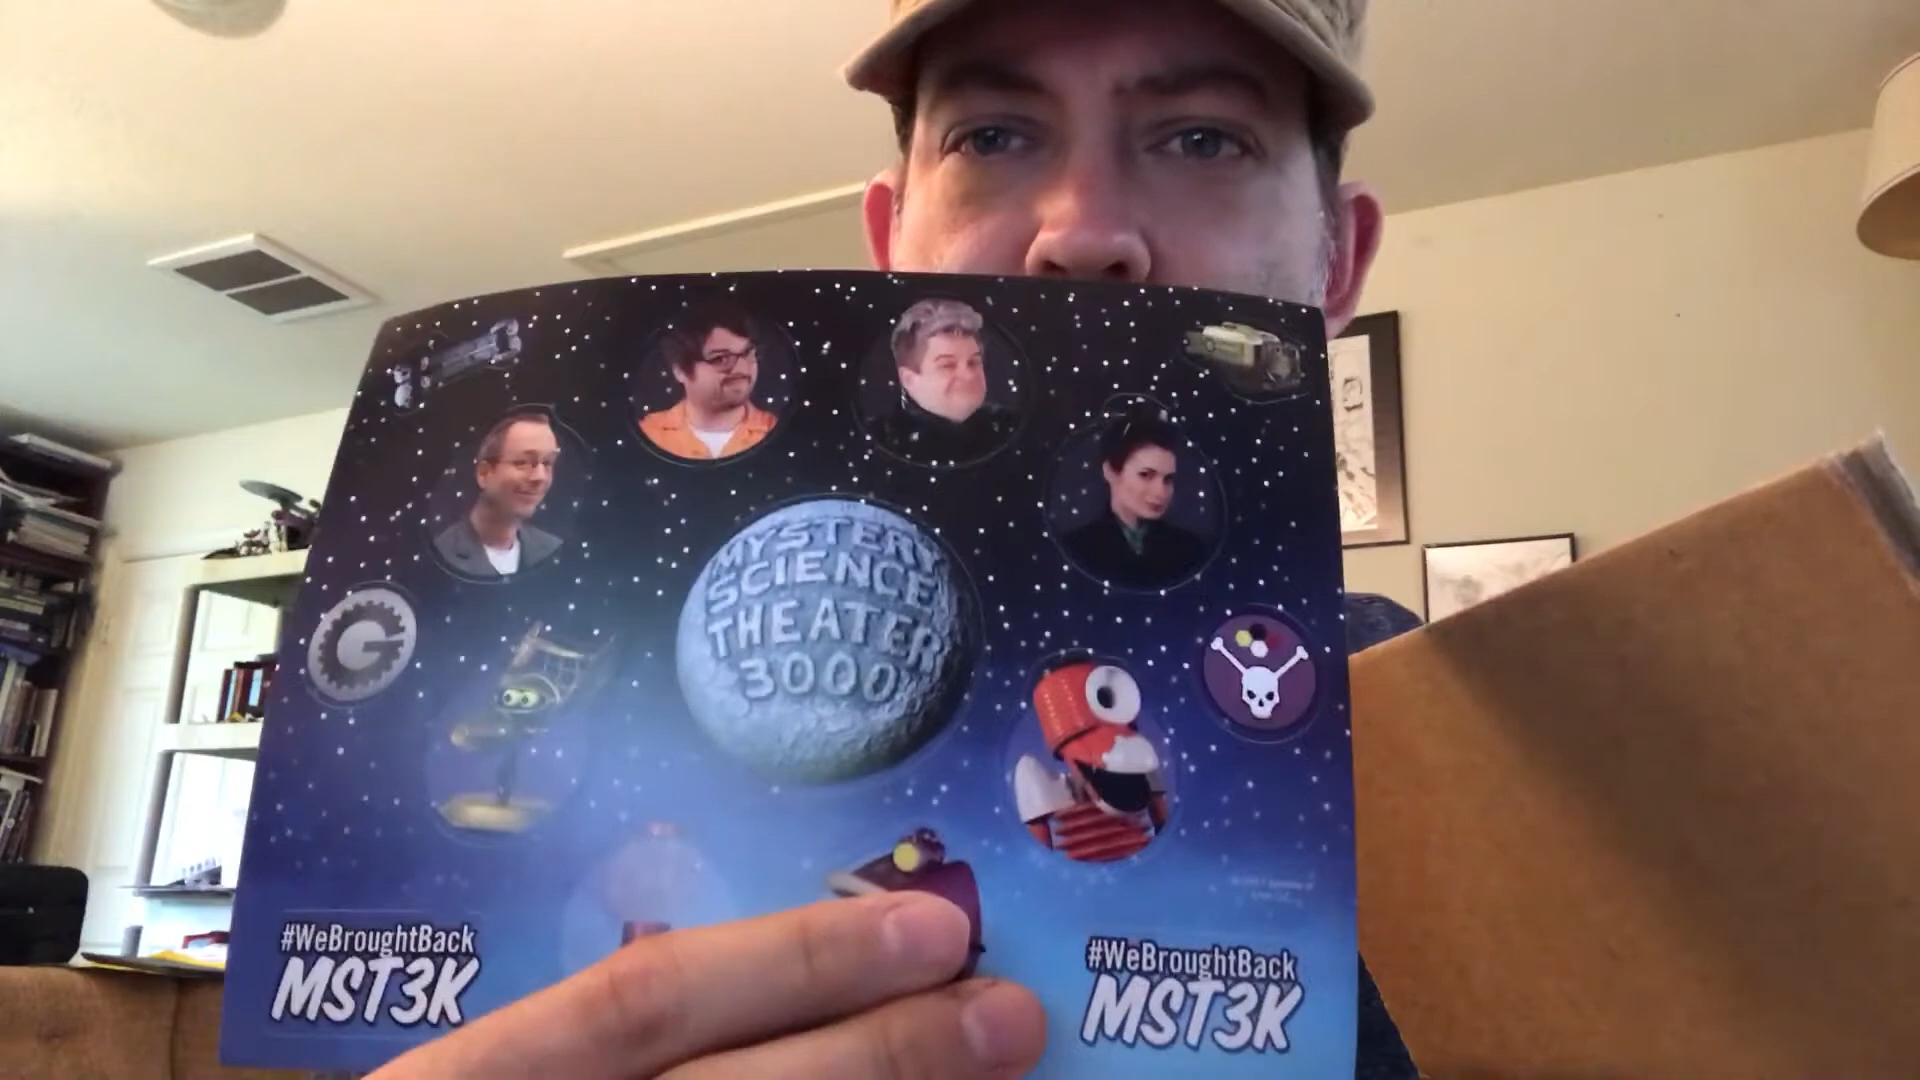 MYSTERY
SCIENCE
THEATER
3000
#WeBroughtBack
MST3K
#WeBroughtBack
MST3K